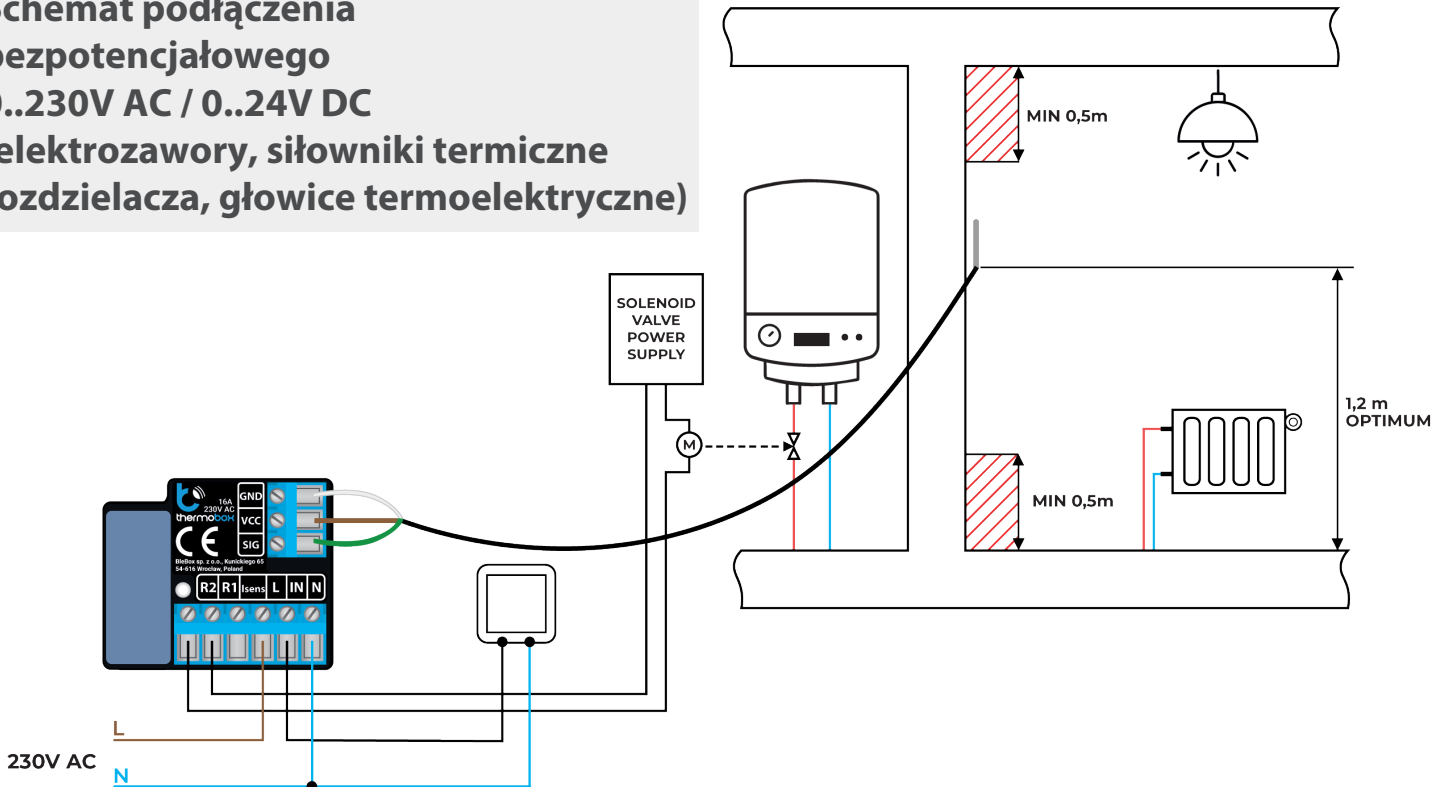 podłączenia
bezpotencjałowego
..230V AC / 0..24V DC
elektrozawory, siłowniki termiczne
ozdzielacza, głowice termoelektryczne)
MIN 0,5m
SOLENOID
VALVE
POWER
SUPPLY
M
1,2 m
OPTIMUM
MIN 0,5m
16A
230V AC
thermobox
GND
VCC
SIG
CE
BleBox sp. z o.o., Kunickiego 65
54-616 Wrocław, Poland
R2 R1 Isens L IN N
L
230V AC
N